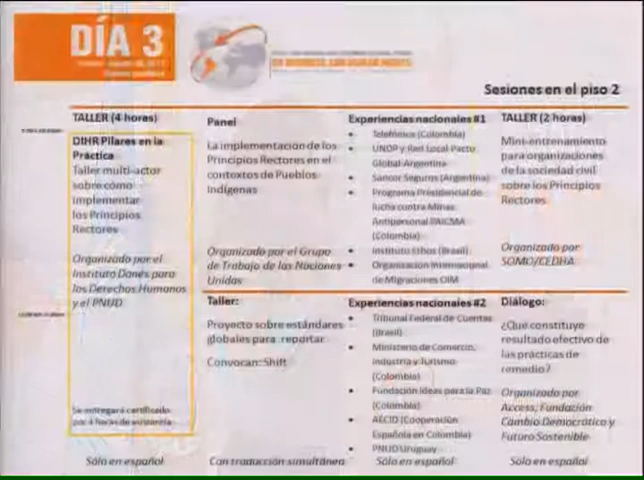 DÍA 3
Sesiones en el piso 2
TALLER (4 horas)
DIHR Pilares en la
Práctica
Taller multi-actor
sobre cómo
implementar
los Principios
Rectores
Organizado por el
Instituto Danés para
los Derechos Humanos
y el PNUD
Se entregará certificado
por 4 horas de asistencia
Sólo en español
Panel
La implementación de los
Principios Rectores en el
contextos de Pueblos
Indígenas
Organizado por el Grupo
de Trabajo de las Naciones
Unidas
Taller:
Proyecto sobre estándares
globales para reportar
Convocan: Shift
Con traducción simultánea
Experiencias nacionales #1
• Telefónica (Colombia)
• UNOP y Red Local Pacto
Global Argentina
• Sancor Seguros (Argentina)
• Programa Presidencial de
lucha contra Minas
Antipersonal PAICMA
(Colombia)
• Instituto Ethos (Brasil)
• Organización Internacional
de Migraciones OIM
Experiencias nacionales #2
• Tribunal Federal de Cuentas
(Brasil)
• Ministerio de Comercio,
Industria y Turismo
(Colombia)
• Fundación Ideas para la Paz
(Colombia)
• AECID (Cooperación
Española en Colombia)
• PNUD Uruguay
Sólo en español
TALLER (2 horas)
Mini-entrenamiento
para organizaciones
de la sociedad civil
sobre los Principios
Rectores
Organizado por
SOMO/CEDHA
Diálogo:
¿Qué constituye
resultado efectivo de
las prácticas de
remedio?
Organizado por
Access, Fundación
Cambio Democrático y
Futuro Sostenible
Sólo en español